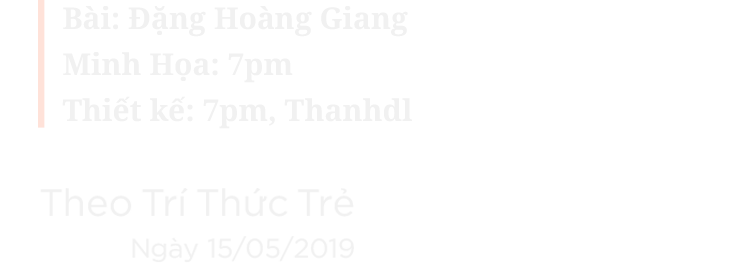 Bài: Đặng Hoàng Giang
Minh Họa: 7pm
Thiết kế: 7pm, Thanhdl
Theo Trí Thức Trẻ
Ngày 15/05/2019